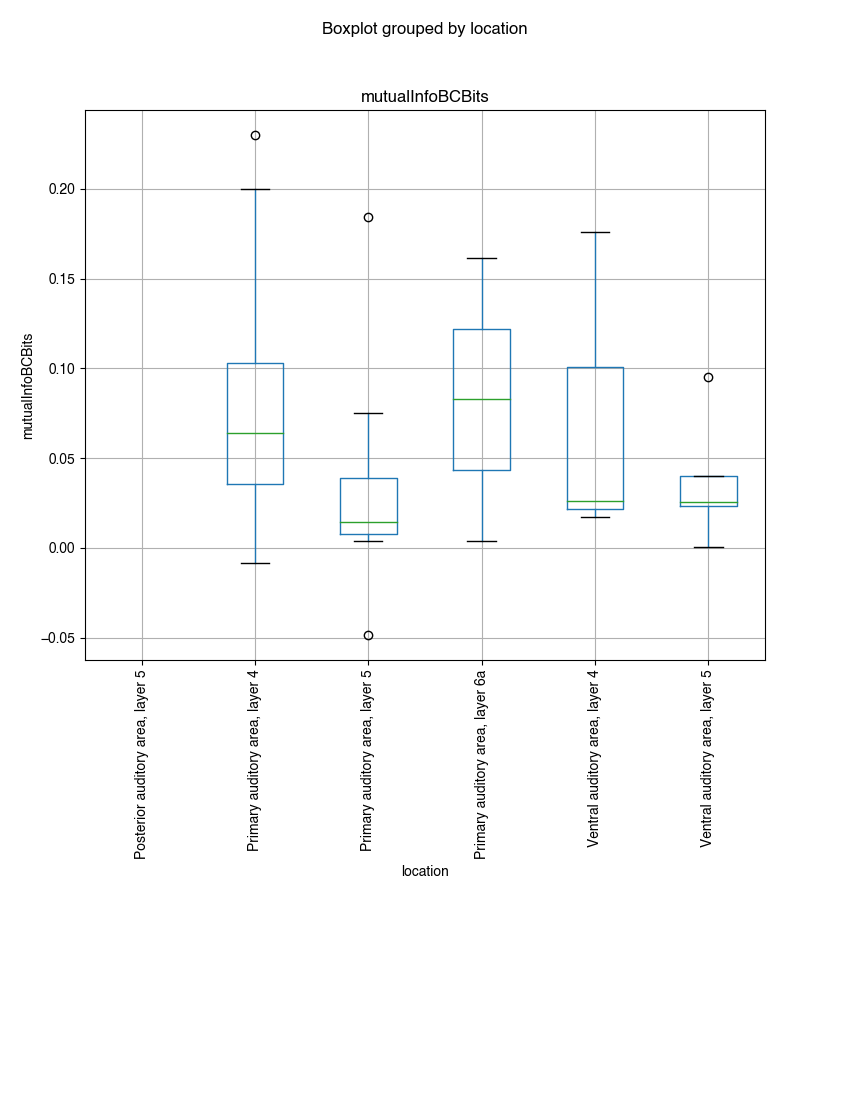 Boxplot grouped by location
mutualInfoBCBits
mutualInfoBCBits
0.20
0.15
0.10
0.05
0.00
−0.05
Posterior auditory area, layer 5
Primary auditory area, layer 4
Primary auditory area, layer 5
Primary auditory area, layer 6a
Ventral auditory area, layer 4
Ventral auditory area, layer 5
location